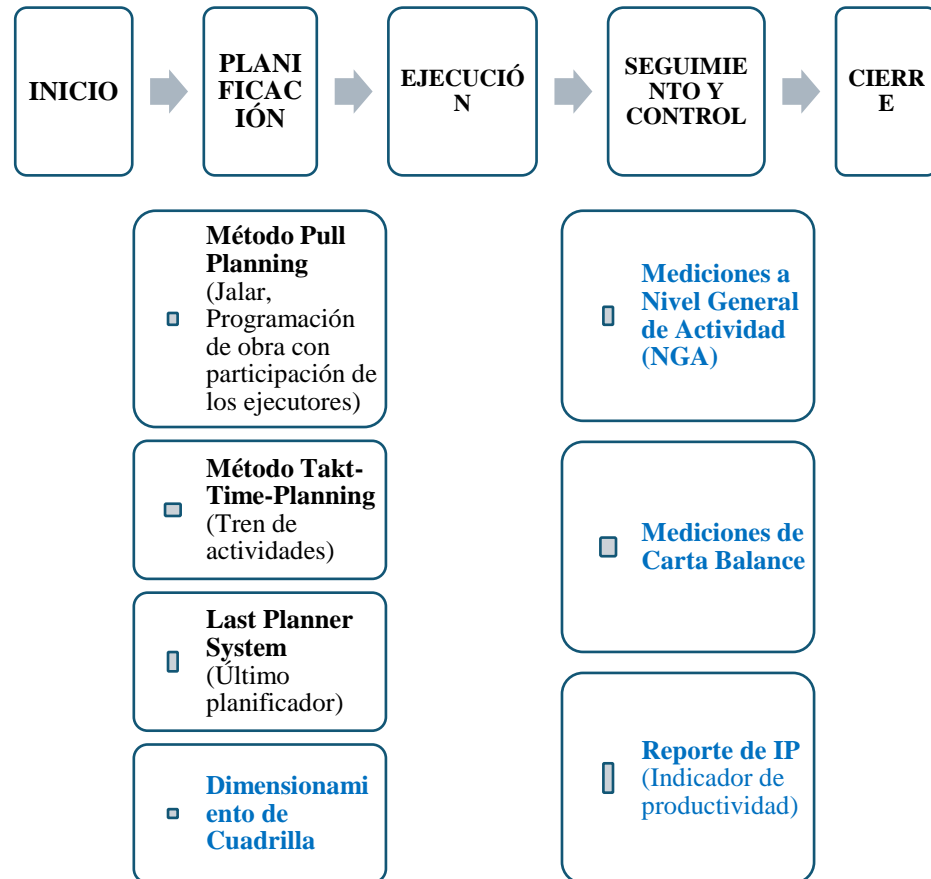 INICIO
PLANI
FICAC
IÓN
EJECUCIÓ
N
SEGUIMIE
NTO Y
CONTROL
CIERR
E
Método Pull
Planning
(Jalar,
Programación
de obra con
participación de
los ejecutores)
Método Takt-
Time-Planning
(Tren de
actividades)
Last Planner
System
(Último
planificador)
Dimensionami
ento de
Cuadrilla
Mediciones a
Nivel General
de Actividad
(NGA)
Mediciones de
Carta Balance
Reporte de IP
(Indicador de
productividad)